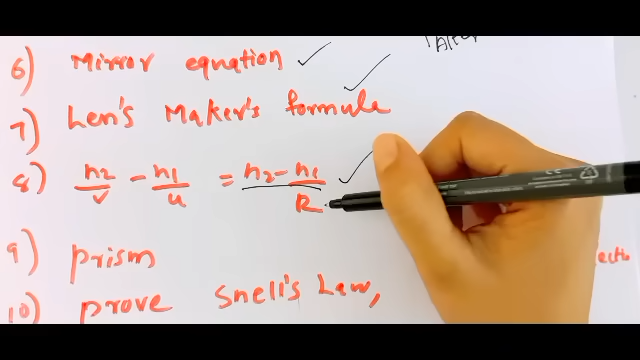 6) Mirror equation ✓
7) Len's Maker's formula ✓
8) n2/v - n1/u = n2-n1/R ✓
9) prism
10) prove Snell's Law,